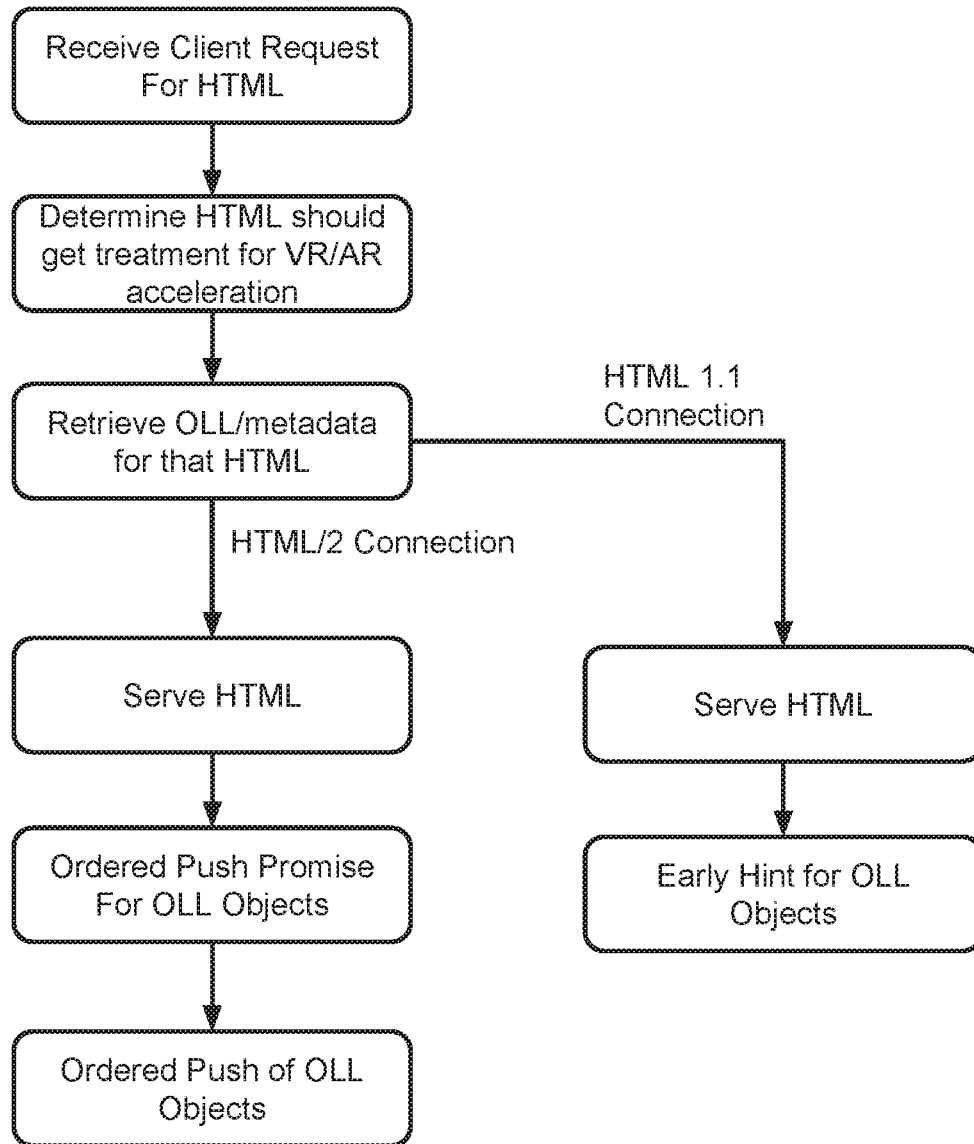 Receive Client Request
For HTML
Determine HTML should
get treatment for VR/AR
acceleration
HTML 1.1
Connection
Retrieve OLL/metadata
for that HTML
HTML/2 Connection
Serve HTML
Serve HTML
Ordered Push Promise
For OLL Objects
Early Hint for OLL
Objects
Ordered Push of OLL
Objects